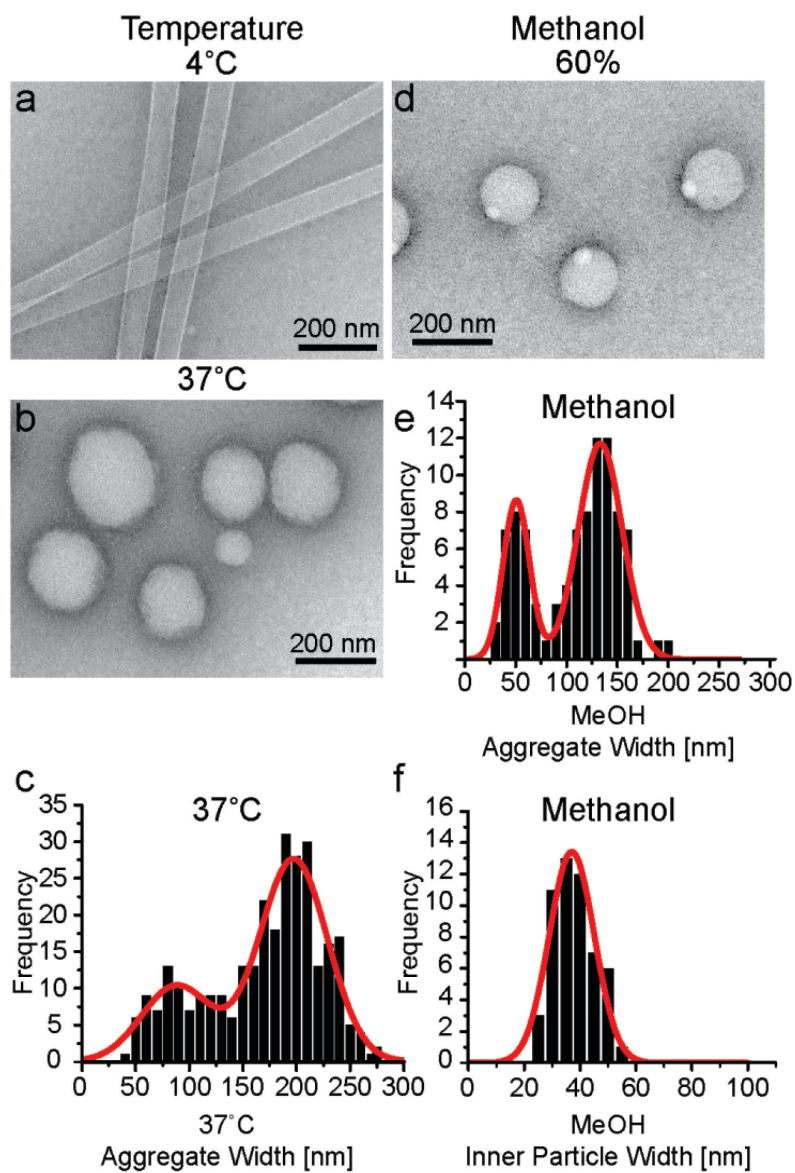 Temperature
4°C
Methanol
60%
a
200 nm
d
200 nm
37°C
b
200 nm
e
Methanol
14
12
10
8
6
4
2
Frequency
0 50 100 150 200 250 300
MeOH
Aggregate Width [nm]
c
37°C
35
30
25
20
15
10
5
0
Frequency
0 50 100 150 200 250 300
37°C
Aggregate Width [nm]
f
Methanol
16
14
12
10
8
6
4
2
0
Frequency
0 20 40 60 80 100
MeOH
Inner Particle Width [nm]